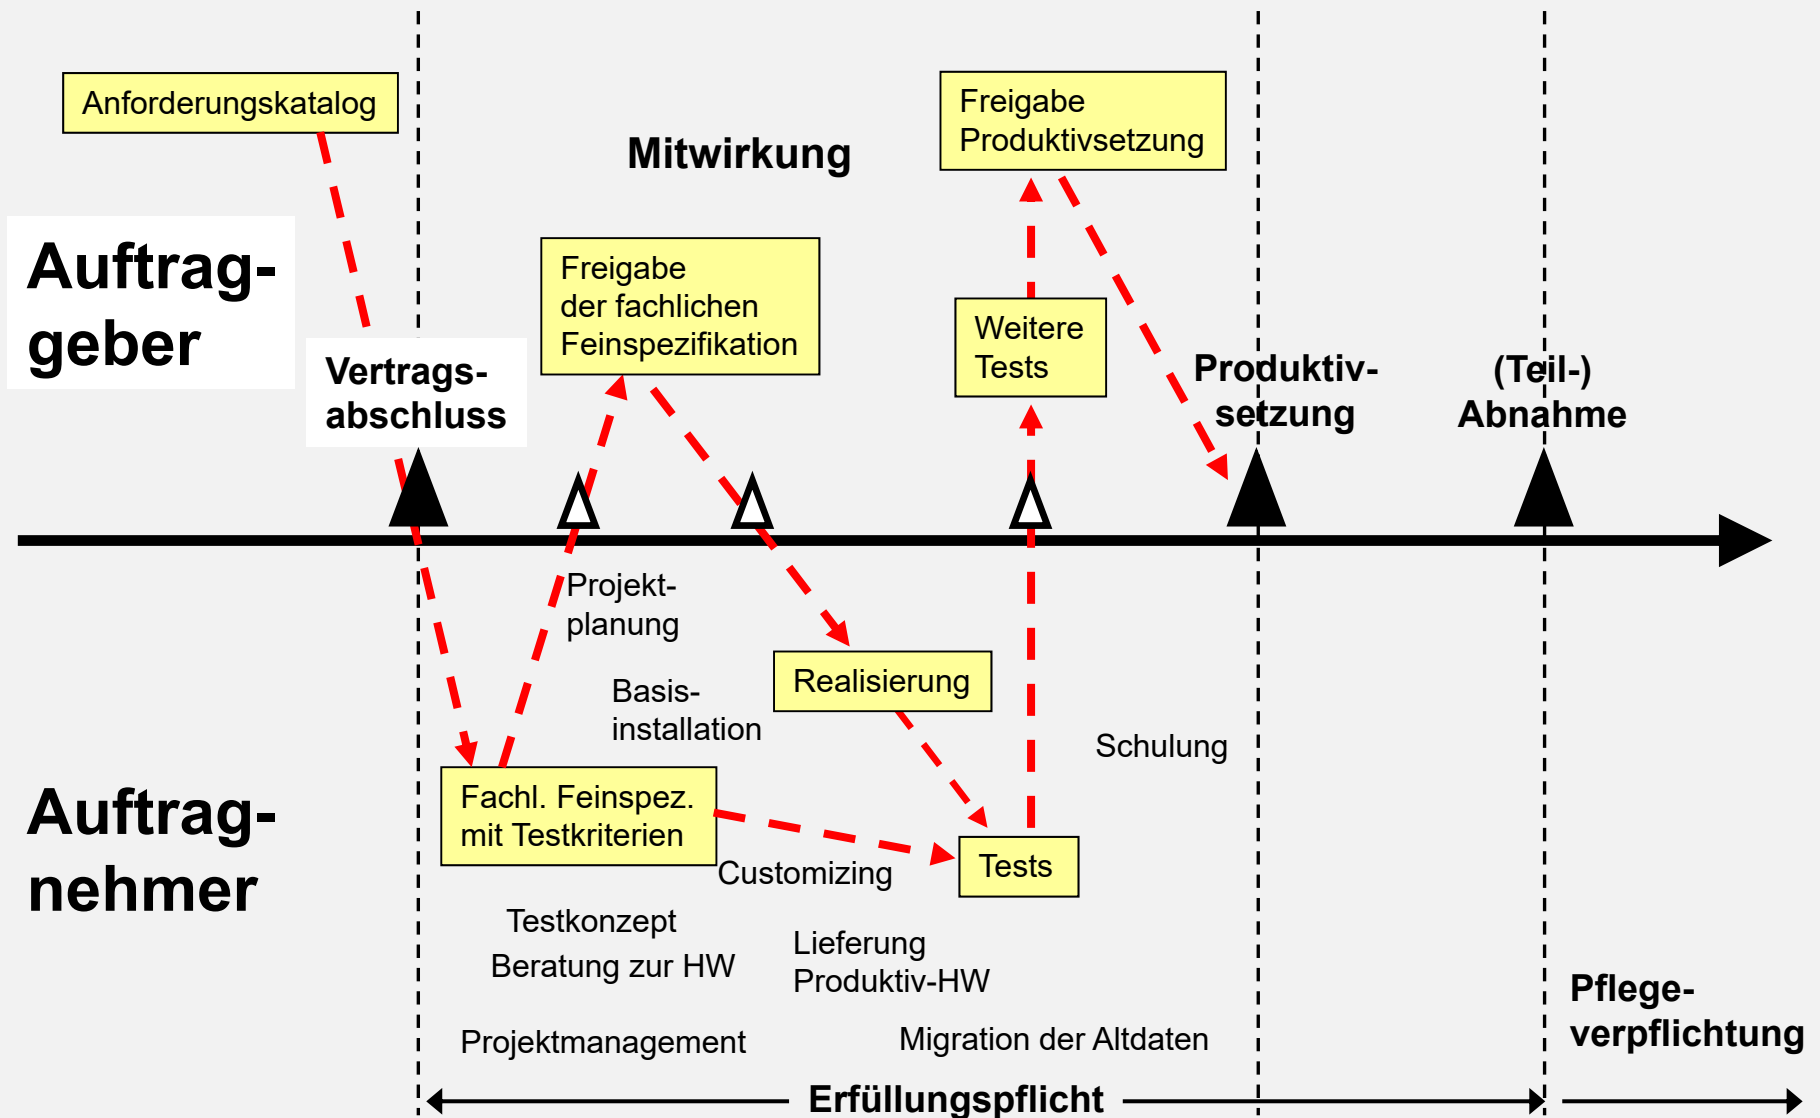 Anforderungskatalog
Freigabe
Produktivsetzung
Mitwirkung
Auftrag-
geber
Freigabe
der fachlichen
Feinspezifikation
Weitere
Tests
Vertrags-
abschluss
Produktiv-
setzung
(Teil-)
Abnahme
Projekt-
planung
Basis-
installation
Realisierung
Schulung
Auftrag-
nehmer
Fachl. Feinspez.
mit Testkriterien
Customizing
Tests
Testkonzept
Beratung zur HW
Lieferung
Produktiv-HW
Projektmanagement
Migration der Altdaten
Pflege-
verpflichtung
Erfüllungspflicht